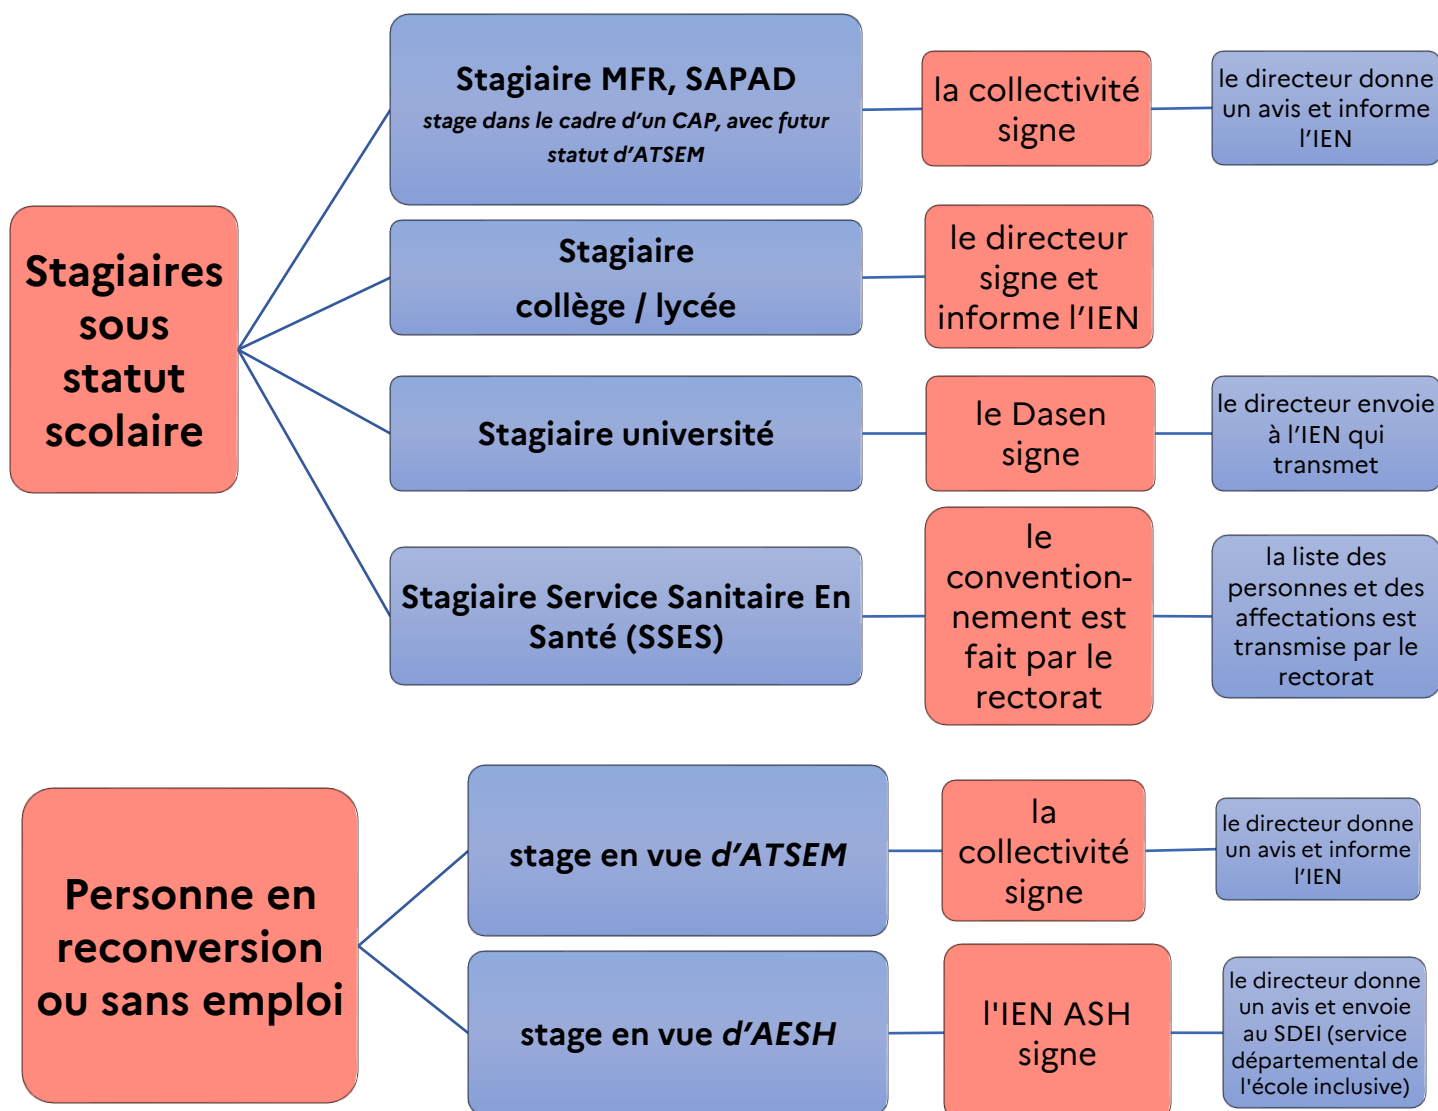 Stagiaires
sous
statut
scolaire
Stagiaire MFR, SAPAD
stage dans le cadre d’un CAP, avec futur
statut d’ATSEM
la collectivité
signe
le directeur donne
un avis et informe
l’IEN
Stagiaire
collège / lycée
le directeur
signe et
informe l’IEN
Stagiaire université
le Dasen
signe
le directeur envoie
à l’IEN qui
transmet
Stagiaire Service Sanitaire En
Santé (SSES)
le
convention-
nement est
fait par le
rectorat
la liste des
personnes et des
affectations est
transmise par le
rectorat
Personne en
reconversion
ou sans emploi
stage en vue d’ATSEM
la
collectivité
signe
le directeur donne
un avis et informe
l’IEN
stage en vue d’AESH
l'IEN ASH
signe
le directeur donne
un avis et envoie
au SDEI (service
départemental de
l'école inclusive)